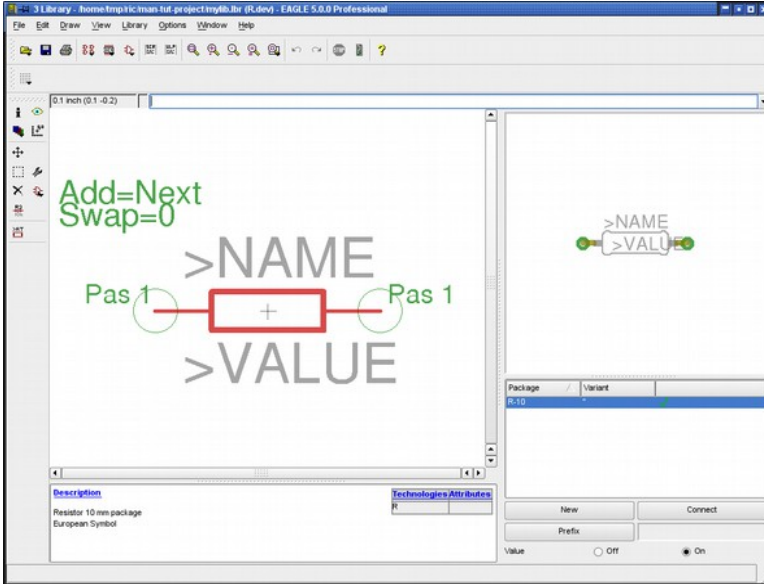 3 Library - /home/tmp/ric/man-tut-project/mylib.lbr (R.dev) - EAGLE 5.0.0 Professional
File Edit Draw View Library Options Window Help
0.1 inch (0.1 -0.2)
Add=Next
Swap=0
>NAME
Pas 1
Pas 1
>VALUE
>NAME
>VALUE
Package Variant
R-10
Description
Technologies Attributes
R
Resistor 10 mm package
European Symbol
New Connect
Prefix
Value Off On